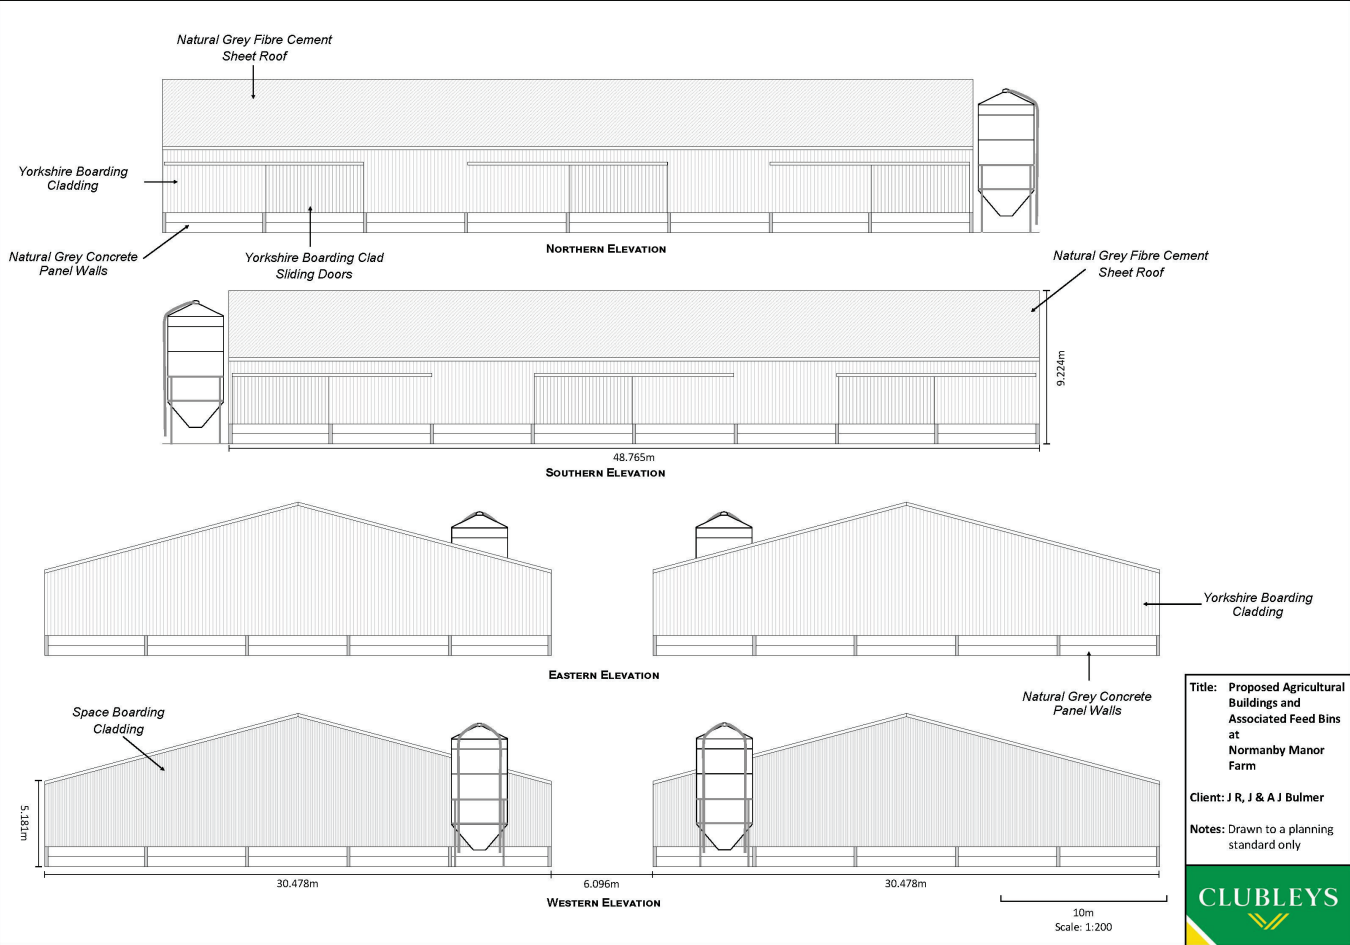 Natural Grey Fibre Cement
Sheet Roof
Yorkshire Boarding
Cladding
Natural Grey Concrete
Panel Walls
Yorkshire Boarding Clad
Sliding Doors
NORTHERN ELEVATION
Natural Grey Fibre Cement
Sheet Roof
9.224m
48.765m
SOUTHERN ELEVATION
Yorkshire Boarding
Cladding
EASTERN ELEVATION
Natural Grey Concrete
Panel Walls
Space Boarding
Cladding
5.181m
30.478m
6.096m
30.478m
WESTERN ELEVATION
10m
Scale: 1:200
Title: Proposed Agricultural
Buildings and
Associated Feed Bins
at
Normanby Manor
Farm
Client: J R, J & A J Bulmer
Notes: Drawn to a planning
standard only
CLUBLEYS